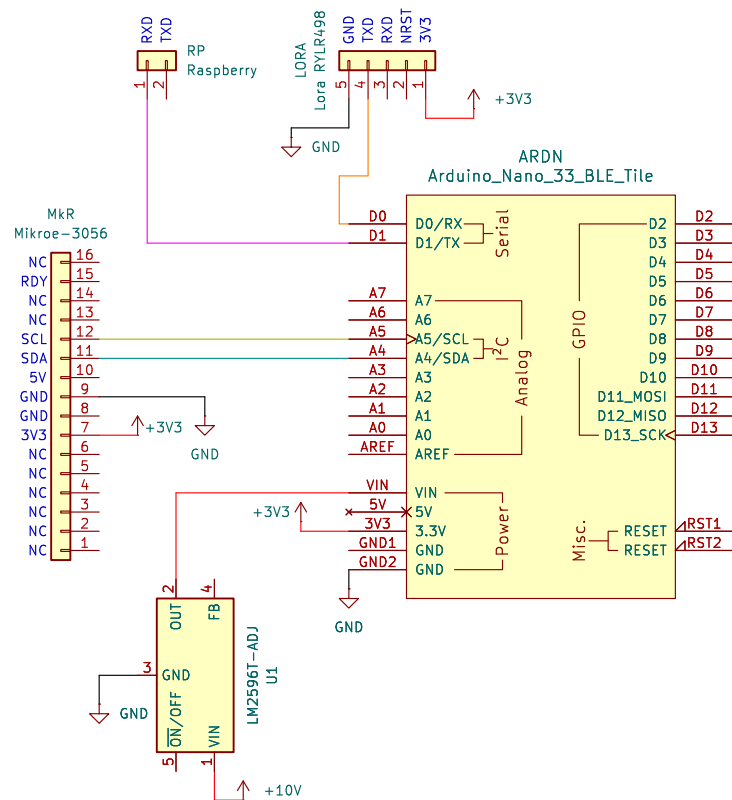 RXD
TXD
RP
Raspberry
1
2
LORA
Lora RYLR498
GND
TXD
RXD
NRST
3V3
5
4
3
2
1
+3V3
GND
ARDN
Arduino_Nano_33_BLE_Tile
MkR
Mikroe-3056
NC 16
RDY 15
NC 14
NC 13
SCL 12
SDA 11
5V 10
GND 9
GND 8
3V3 7
NC 6
NC 5
NC 4
NC 3
NC 2
NC 1
+3V3
GND
D0 D0/RX
D1 D1/TX
Serial
A7 A7
A6 A6
A5 A5/SCL
A4 A4/SDA
I²C
A3 A3
A2 A2
A1 A1
A0 A0
AREF AREF
Analog
VIN VIN
5V 5V
3V3 3.3V
GND1 GND
GND2 GND
Power
+3V3
GND
GPIO
D2 D2
D3 D3
D4 D4
D5 D5
D6 D6
D7 D7
D8 D8
D9 D9
D10 D10
D11_MOSI D11
D12_MISO D12
D13_SCK D13
Misc.
RESET RST1
RESET RST2
2
4
OUT
FB
3 GND
GND
ON/OFF
VIN
5
1
LM2596T-ADJ
U1
+10V